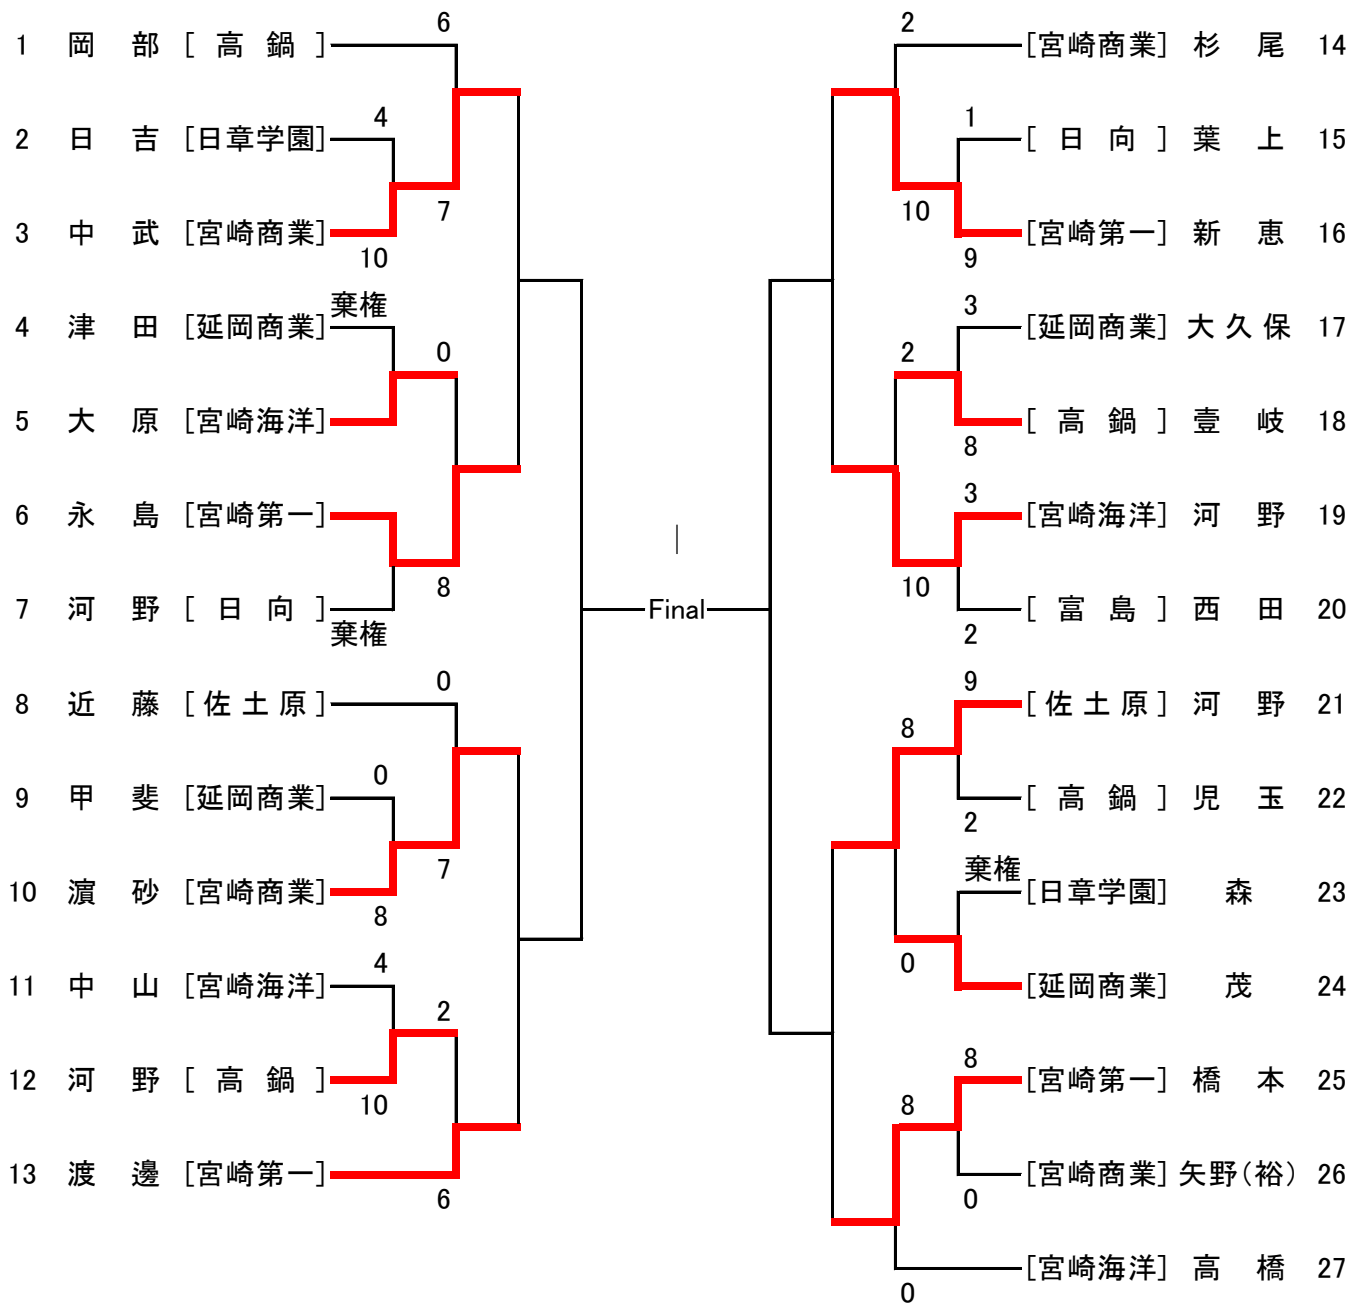 6
1 岡 部 [ 高 鍋 ]
4
2 日 吉 [日章学園]
7
3 中 武 [宮崎商業]
10
棄権
4 津 田 [延岡商業]
0
5 大 原 [宮崎海洋]
6 永 島 [宮崎第一]
8
7 河 野 [ 日 向 ]
棄権
0
8 近 藤 [ 佐 土 原 ]
0
9 甲 斐 [延岡商業]
7
10 濵 砂 [宮崎商業]
8
4
11 中 山 [宮崎海洋]
2
12 河 野 [ 高 鍋 ]
10
13 渡 邊 [宮崎第一]
6
Final
2
[宮崎商業] 杉 尾 14
1
[ 日 向 ] 葉 上 15
10
[宮崎第一] 新 恵 16
9
3
[延岡商業] 大 久 保 17
2
[ 高 鍋 ] 壹 岐 18
8
3
[宮崎海洋] 河 野 19
10
[ 富 島 ] 西 田 20
2
9
[佐 土 原] 河 野 21
8
[ 高 鍋 ] 児 玉 22
2
棄権
[日章学園] 森 23
0
[延岡商業] 茂 24
8
[宮崎第一] 橋 本 25
8
[宮崎商業] 矢野(裕) 26
0
[宮崎海洋] 高 橋 27
0